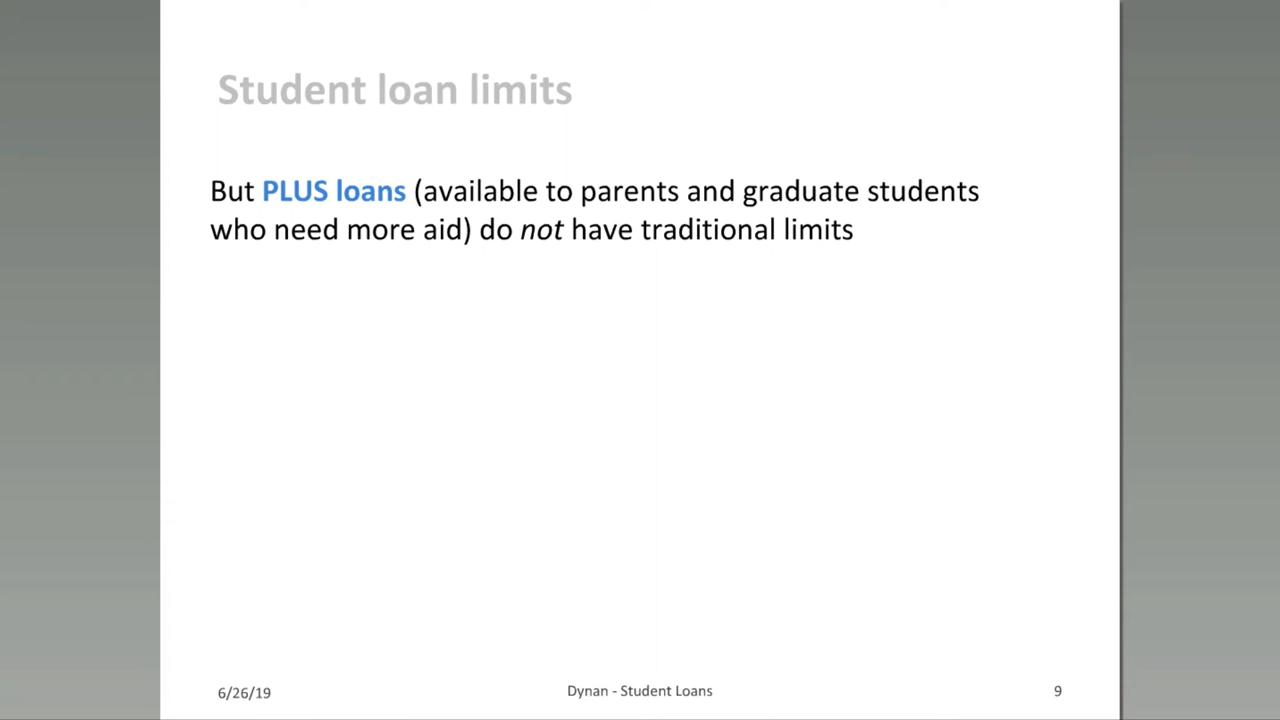 Student loan limits
But PLUS loans (available to parents and graduate students
who need more aid) do not have traditional limits
6/26/19
Dynan - Student Loans
9